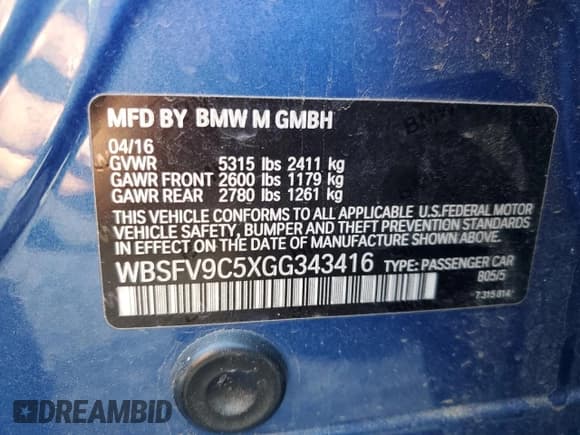 MFD BY BMW M GMBH
04/16
GVWR 5315 lbs 2411 kg
GAWR FRONT 2600 lbs 1179 kg
GAWR REAR 2780 lbs 1261 kg
THIS VEHICLE CONFORMS TO ALL APPLICABLE U.S.FEDERAL MOTOR
VEHICLE SAFETY, BUMPER AND THEFT PREVENTION STANDARDS
IN EFFECT ON THE DATE OF MANUFACTURE SHOWN ABOVE.
WBSFV9C5XGG343416 TYPE: PASSENGER CAR
805/5
7 315 814
DREAMBID